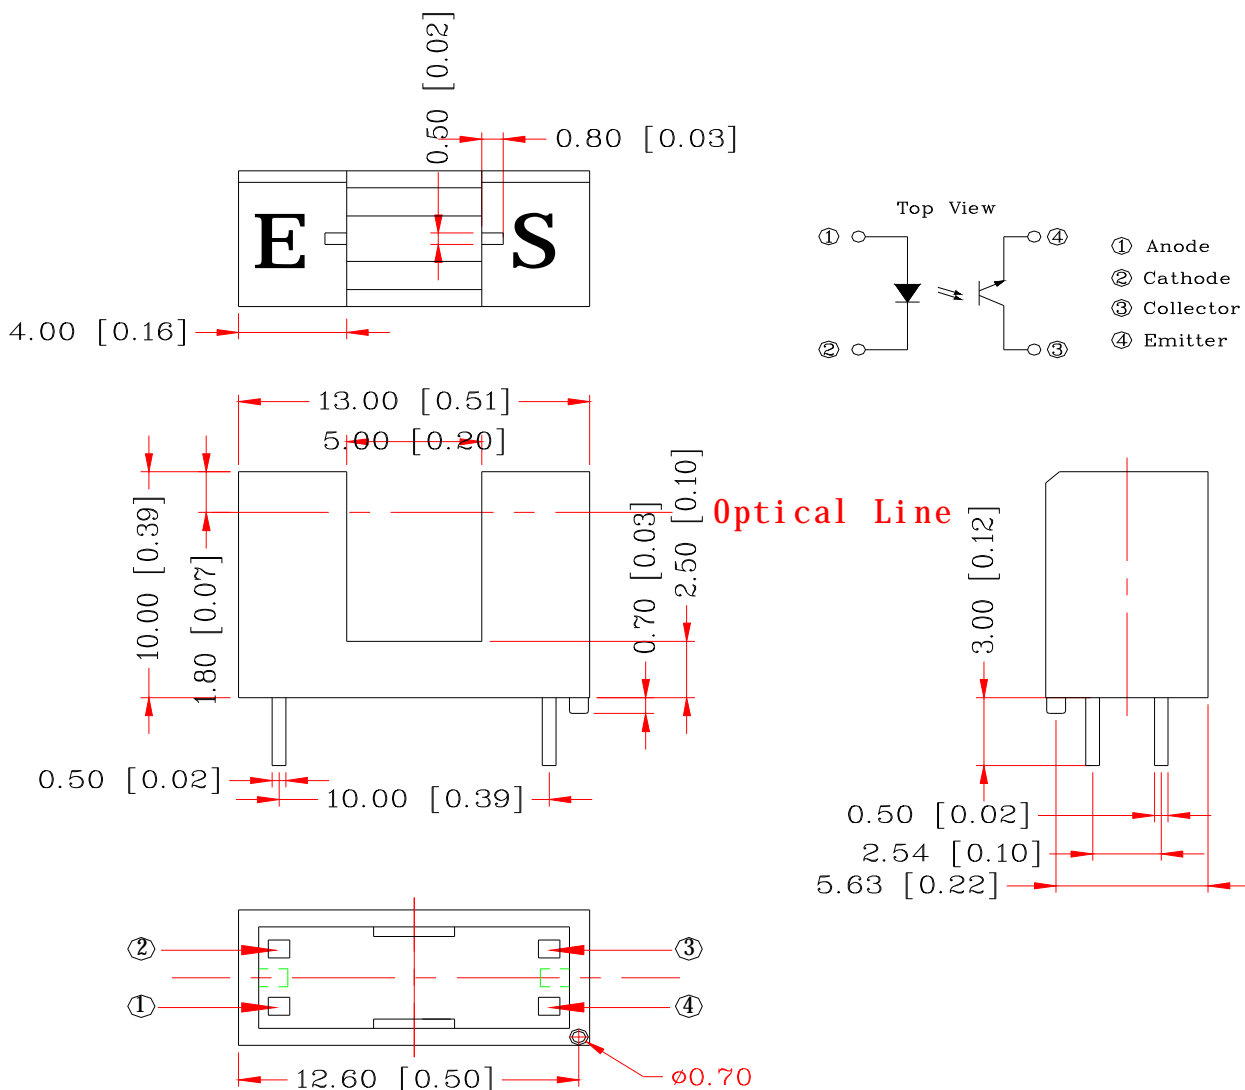 0.50 [0.02]
0.80 [0.03]
E S
4.00 [0.16]
Top View
① ④
② ③
① Anode
② Cathode
③ Collector
④ Emitter
13.00 [0.51]
5.00 [0.20]
10.00 [0.39]
1.80 [0.07]
0.70 [0.03]
2.50 [0.10]
Optical Line
0.50 [0.02]
10.00 [0.39]
3.00 [0.12]
0.50 [0.02]
2.54 [0.10]
5.63 [0.22]
② ③
① ④
12.60 [0.50]
ø0.70